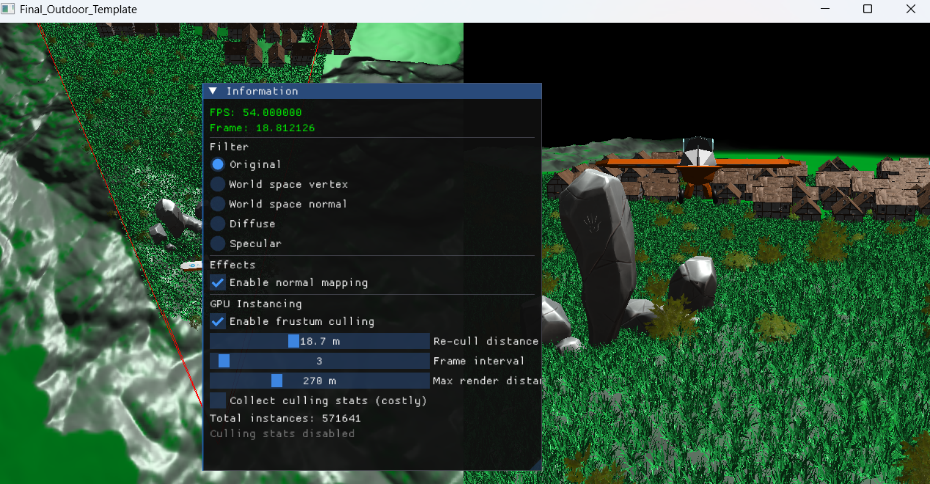 Final_Outdoor_Template
Information
FPS: 54.000000
Frame: 18.812126
Filter
Original
World space vertex
World space normal
Diffuse
Specular
Effects
Enable normal mapping
GPU Instancing
Enable frustum culling
18.7 m Re-cull distance
3 Frame interval
270 m Max render distan
Collect culling stats (costly)
Total instances: 571641
Culling stats disabled